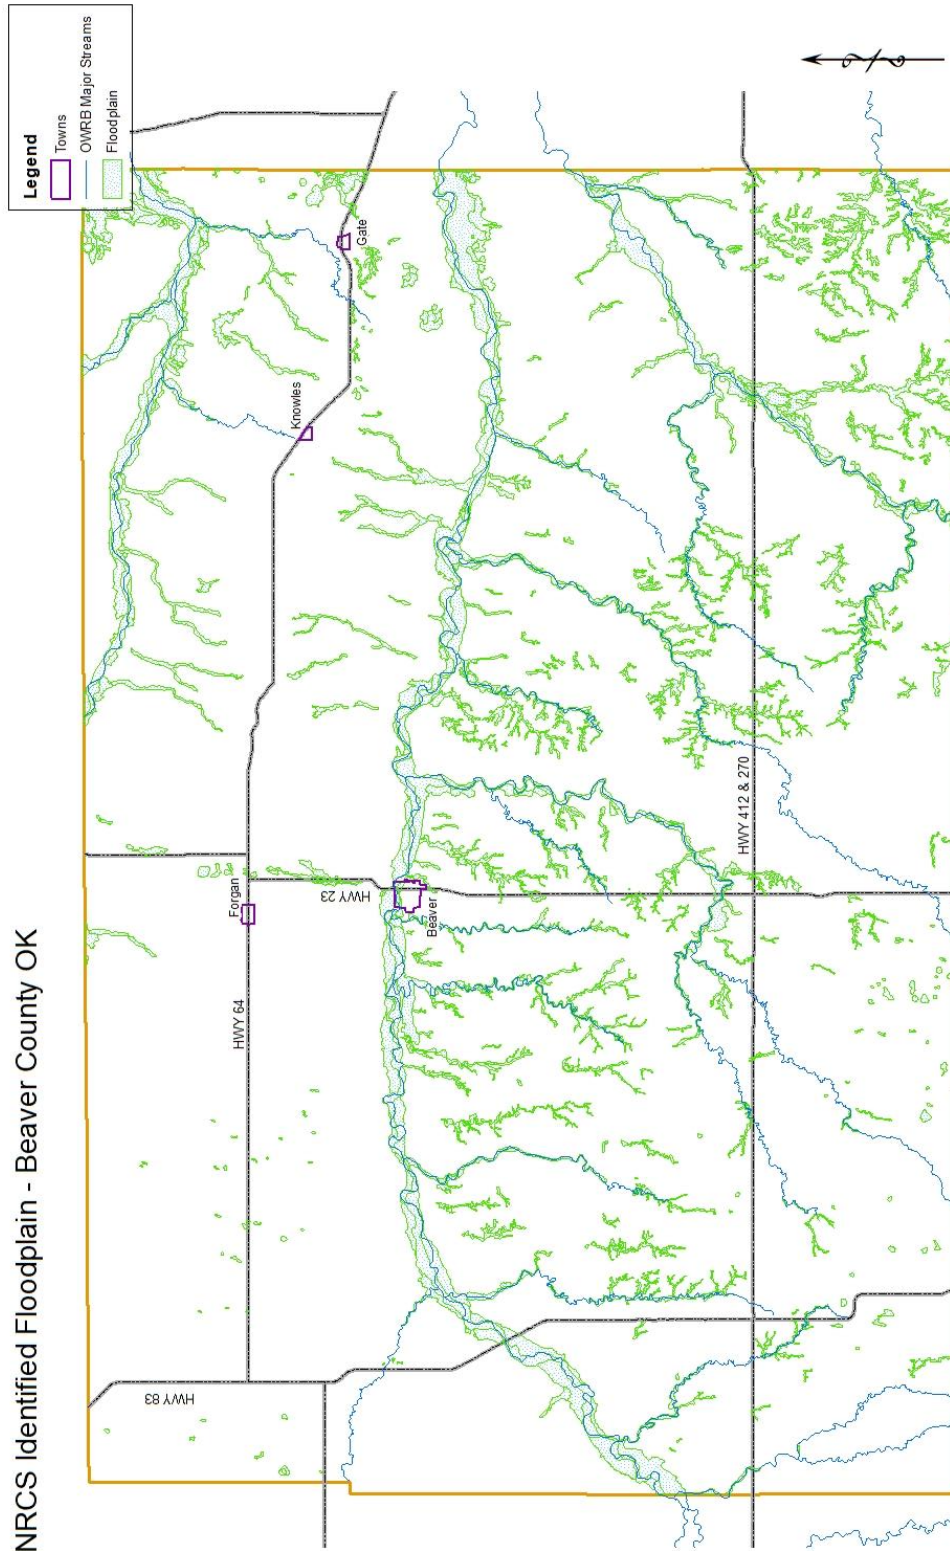 NRCS Identified Floodplain - Beaver County OK
Legend
Towns
OWRB Major Streams
Floodplain
HWY 83
HWY 64
Forgan
HWY 23
Beaver
Knowles
Gate
HWY 412 & 270